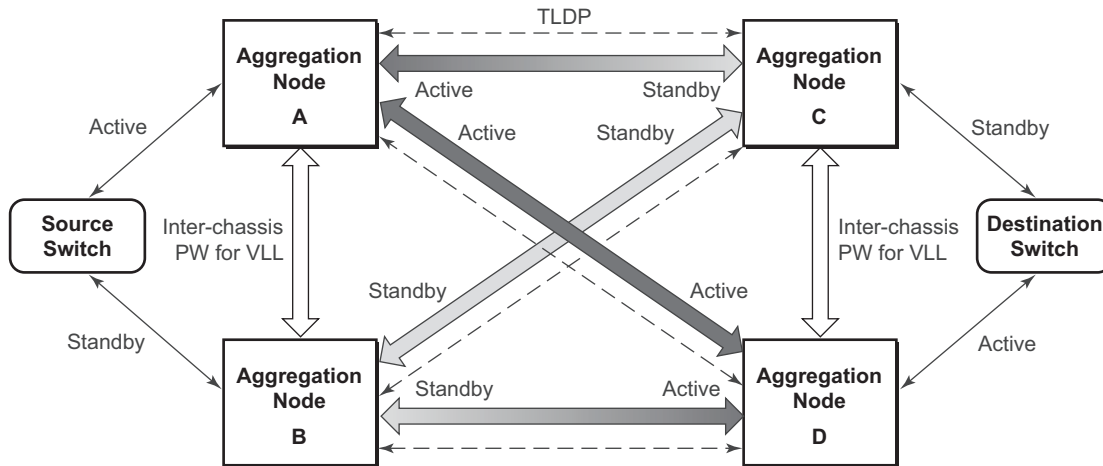 TLDP
Aggregation
Node
A
Aggregation
Node
C
Active
Standby
Active
Standby
Active
Standby
Source
Switch
Inter-chassis
PW for VLL
Inter-chassis
PW for VLL
Destination
Switch
Standby
Active
Standby
Active
Aggregation
Node
B
Standby
Active
Aggregation
Node
D